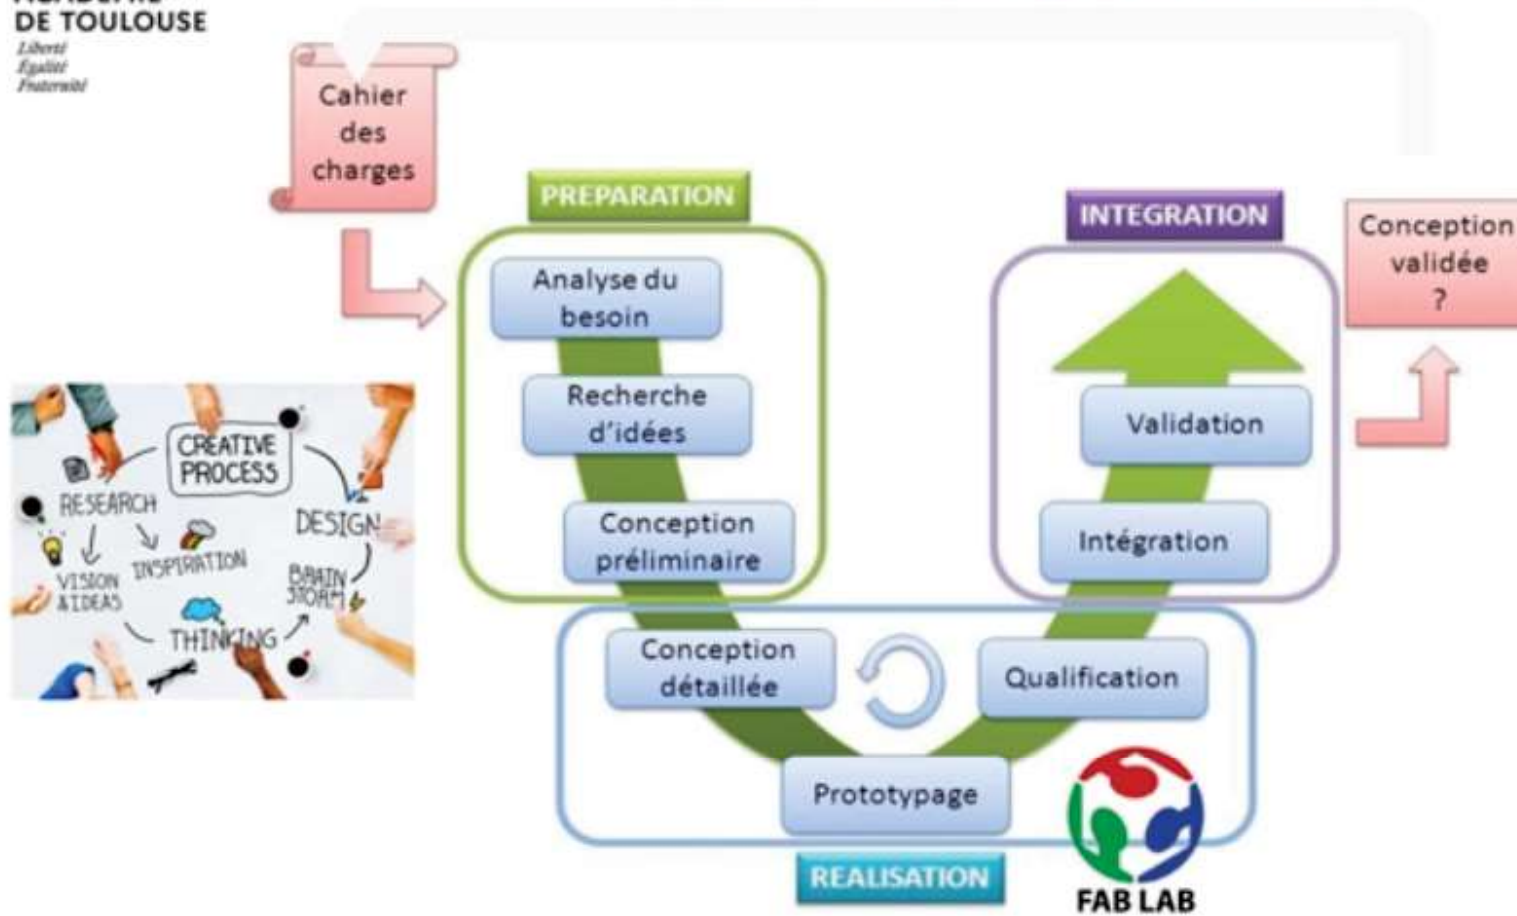 DE TOULOUSE
Liberté
Égalité
Fraternité
Cahier
des
charges
PREPARATION
Analyse du
besoin
Recherche
d'idées
Conception
préliminaire
INTEGRATION
Validation
Intégration
Conception
validée
?
CREATIVE
PROCESS
RESEARCH
DESIGN
INSPIRATION
VISION
& IDEAS
BRAIN
STORM
THINKING
Conception
détaillée
Qualification
Prototypage
REALISATION
FAB LAB